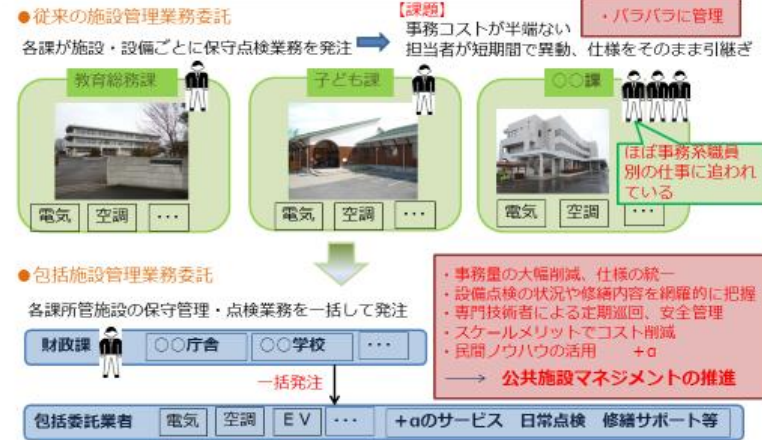 ●従来の施設管理業務委託
各課が施設・設備ごとに保守点検業務を発注
【課題】
事務コストが半端ない
担当者が短期間で異動、仕様をそのまま引継ぎ
・バラバラに管理
教育総務課
子ども課
○○課
電気 空調 ・・・
電気 空調 ・・・
電気 空調 ・・・
ほぼ事務系職員
別の仕事に追われ
ている
●包括施設管理業務委託
各課所管施設の保守管理・点検業務を一括して発注
財政課 ○○庁舎 ○○学校 ・・・
一括発注
・事務量の大幅削減、仕様の統一
・設備点検の状況や修繕内容を網羅的に把握
・専門技術者による定期巡回、安全管理
・スケールメリットでコスト削減
・民間ノウハウの活用 +α
→ 公共施設マネジメントの推進
包括委託業者 電気 空調 EV ・・・ +αのサービス 日常点検 修繕サポート等